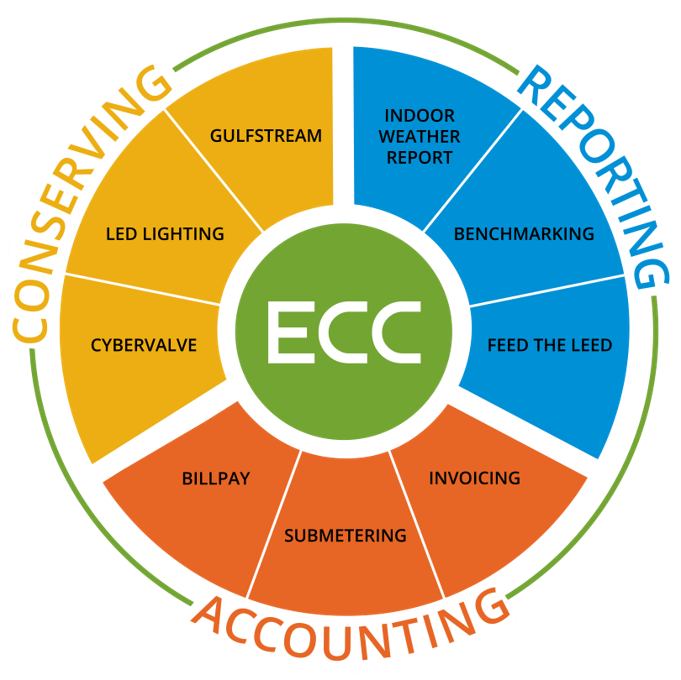 CONSERVING
REPORTING
GULFSTREAM
INDOOR
WEATHER
REPORT
LED LIGHTING
BENCHMARKING
CYBERVALVE
FEED THE LEED
ECC
BILLPAY
SUBMETERING
INVOICING
ACCOUNTING